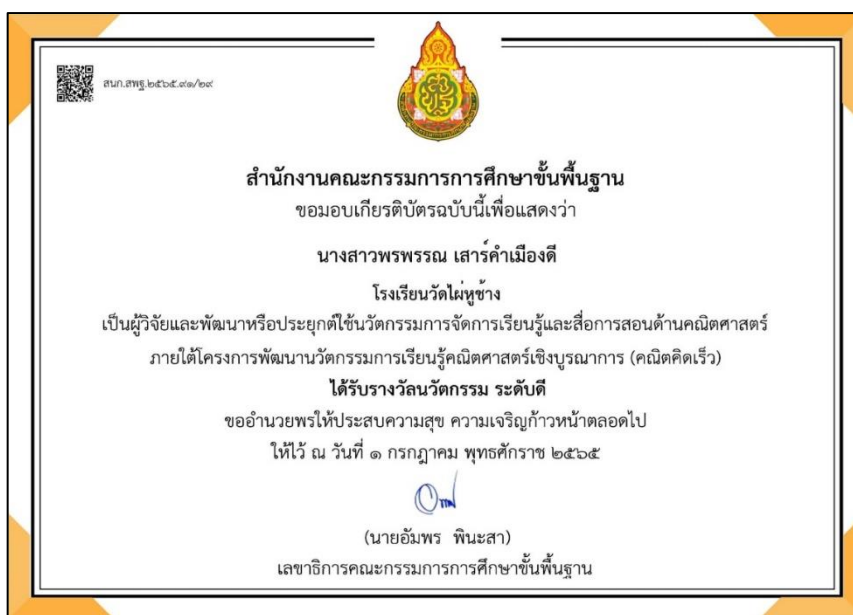 สนก.สพฐ.๒๕๖๕.๙๑/๒๙
สำนักงานคณะกรรมการการศึกษาขั้นพื้นฐาน
ขอมอบเกียรติบัตรฉบับนี้เพื่อแสดงว่า
นางสาวพรพรรณ เสาร์คำเมืองดี
โรงเรียนวัดไผ่หูช้าง
เป็นผู้วิจัยและพัฒนาหรือประยุกต์ใช้นวัตกรรมการจัดการเรียนรู้และสื่อการสอนด้านคณิตศาสตร์
ภายใต้โครงการพัฒนานวัตกรรมการเรียนรู้คณิตศาสตร์เชิงบูรณาการ (คณิตคิดเร็ว)
ได้รับรางวัลนวัตกรรม ระดับดี
ขออำนวยพรให้ประสบความสุข ความเจริญก้าวหน้าตลอดไป
ให้ไว้ ณ วันที่ ๑ กรกฎาคม พุทธศักราช ๒๕๖๕
(นายอัมพร พินะสา)
เลขาธิการคณะกรรมการการศึกษาขั้นพื้นฐาน